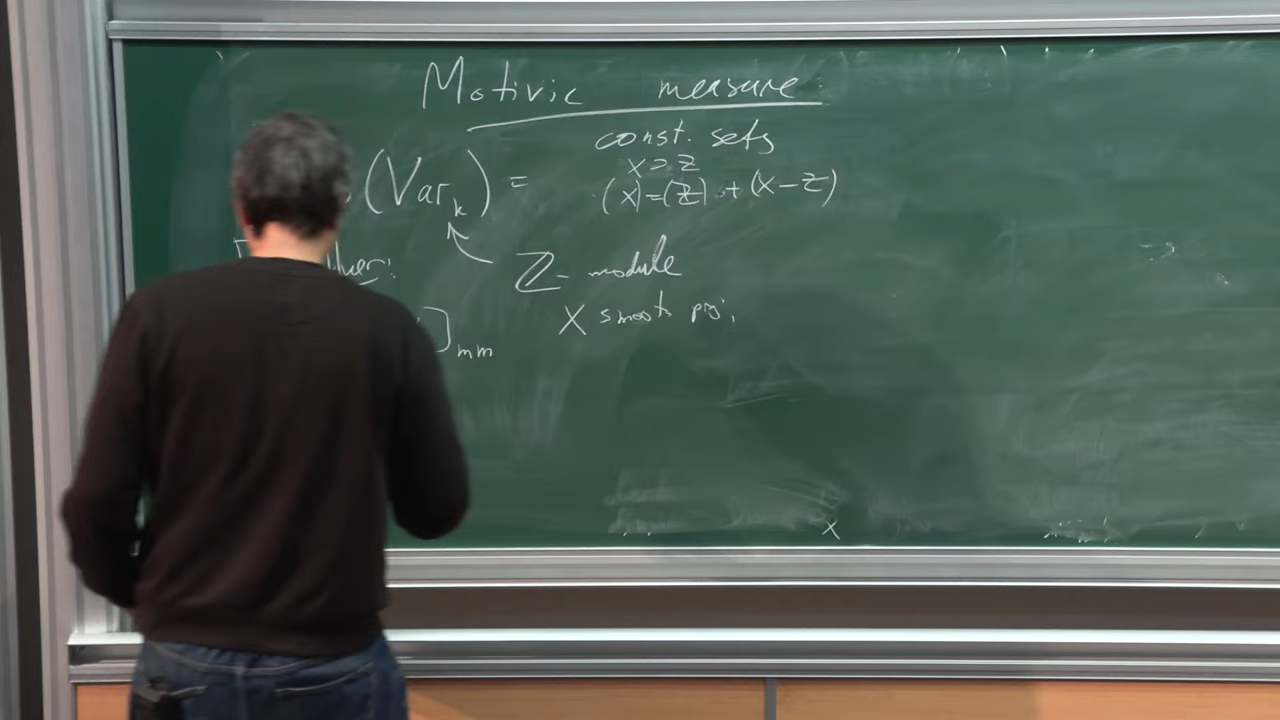 Motivic measure
const. sets
X ⊃ Z
(Var_k) = (X)=(Z)+(X-Z)
ℤ-module
X smooth proj.
]_mm
X